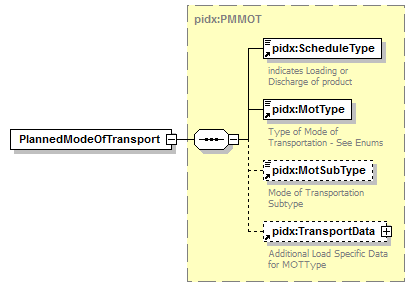 pidx:PMMOT
pidx:ScheduleType
indicates Loading or
Discharge of product
pidx:MotType
Type of Mode of
Transportation - See Enums
PlannedModeOfTransport
pidx:MotSubType
Mode of Transportation
Subtype
pidx:TransportData
Additional Load Specific Data
for MOTType